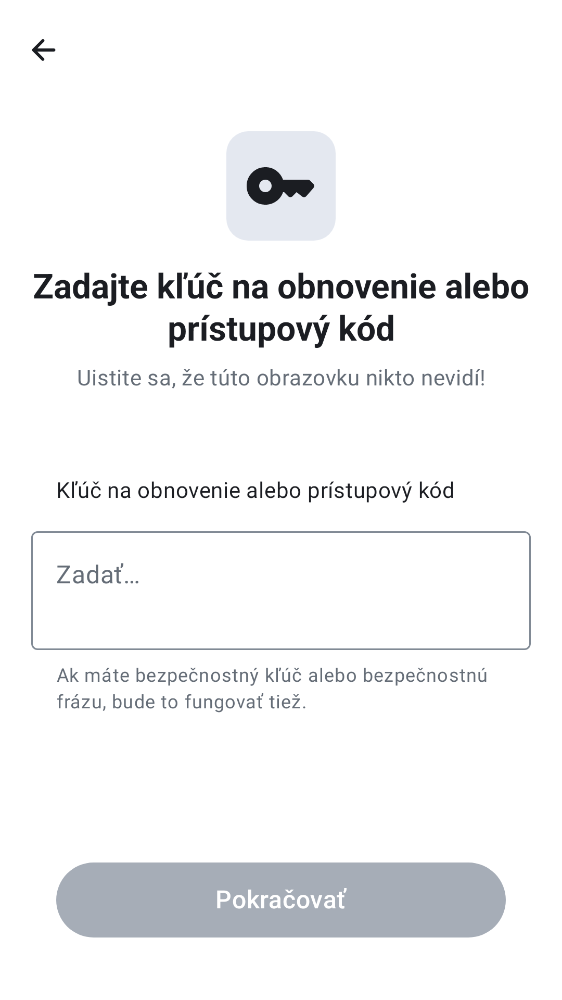 Zadajte kľúč na obnovenie alebo
prístupový kód
Uistite sa, že túto obrazovku nikto nevidí!
Kľúč na obnovenie alebo prístupový kód
Zadať…
Ak máte bezpečnostný kľúč alebo bezpečnostnú
frázu, bude to fungovať tiež.
Pokračovať